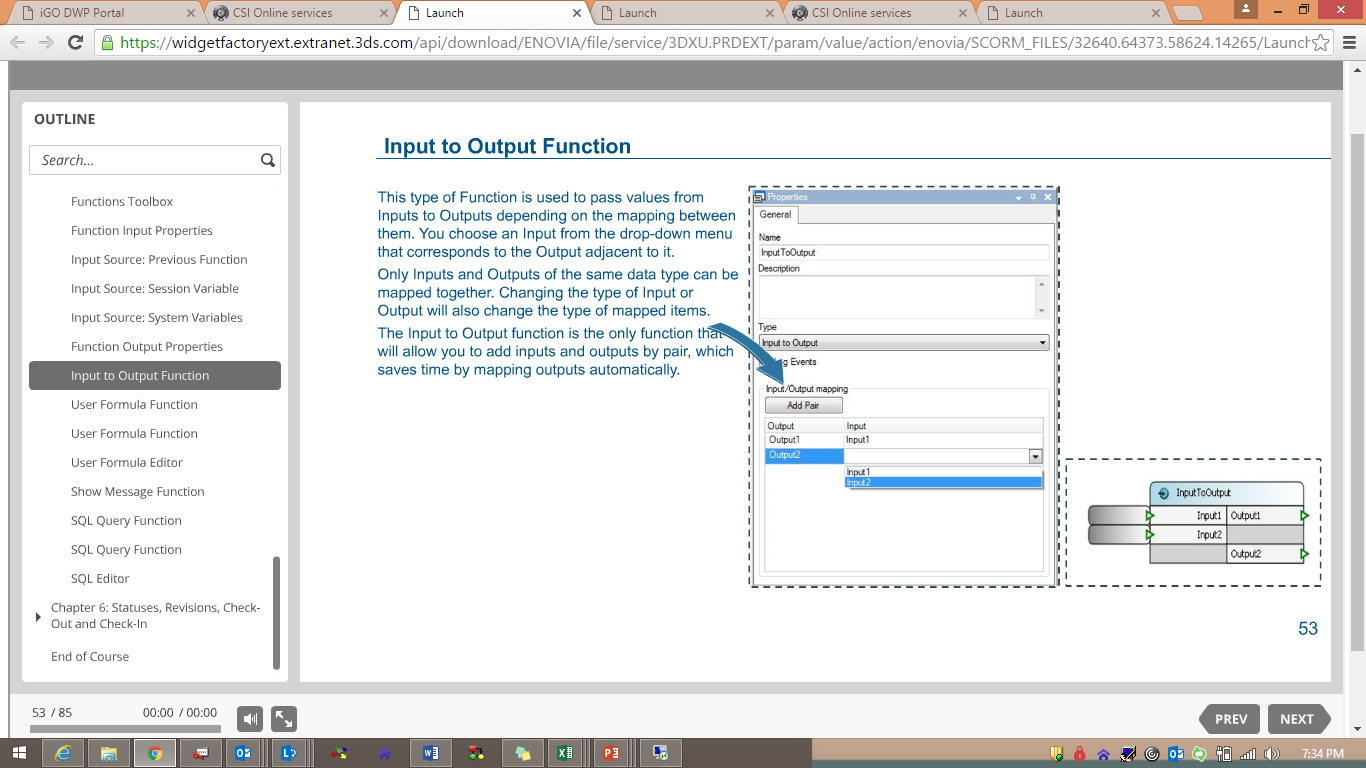 iGO DWP Portal
CSI Online services
Launch
Launch
CSI Online services
Launch
https://widgetfactoryext.extranet.3ds.com/api/download/ENOVIA/file/service/3DXU.PRDEXT/param/value/action/enovia/SCORM_FILES/32640.64373.58624.14265/Launch
OUTLINE
Search...
Functions Toolbox
Function Input Properties
Input Source: Previous Function
Input Source: Session Variable
Input Source: System Variables
Function Output Properties
Input to Output Function
User Formula Function
User Formula Function
User Formula Editor
Show Message Function
SQL Query Function
SQL Query Function
SQL Editor
Chapter 6: Statuses, Revisions, Check-
Out and Check-In
End of Course
Input to Output Function
This type of Function is used to pass values from
Inputs to Outputs depending on the mapping between
them. You choose an Input from the drop-down menu
that corresponds to the Output adjacent to it.
Only Inputs and Outputs of the same data type can be
mapped together. Changing the type of Input or
Output will also change the type of mapped items.
The Input to Output function is the only function that
will allow you to add inputs and outputs by pair, which
saves time by mapping outputs automatically.
Properties
General
Name
InputToOutput
Description
Type
Input to Output
Events
Input/Output mapping
Add Pair
Output Input
Output1 Input1
Output2
Input1
Input2
InputToOutput
Input1 Output1
Input2
Output2
53
53 / 85
00:00 / 00:00
PREV
NEXT
7:34 PM